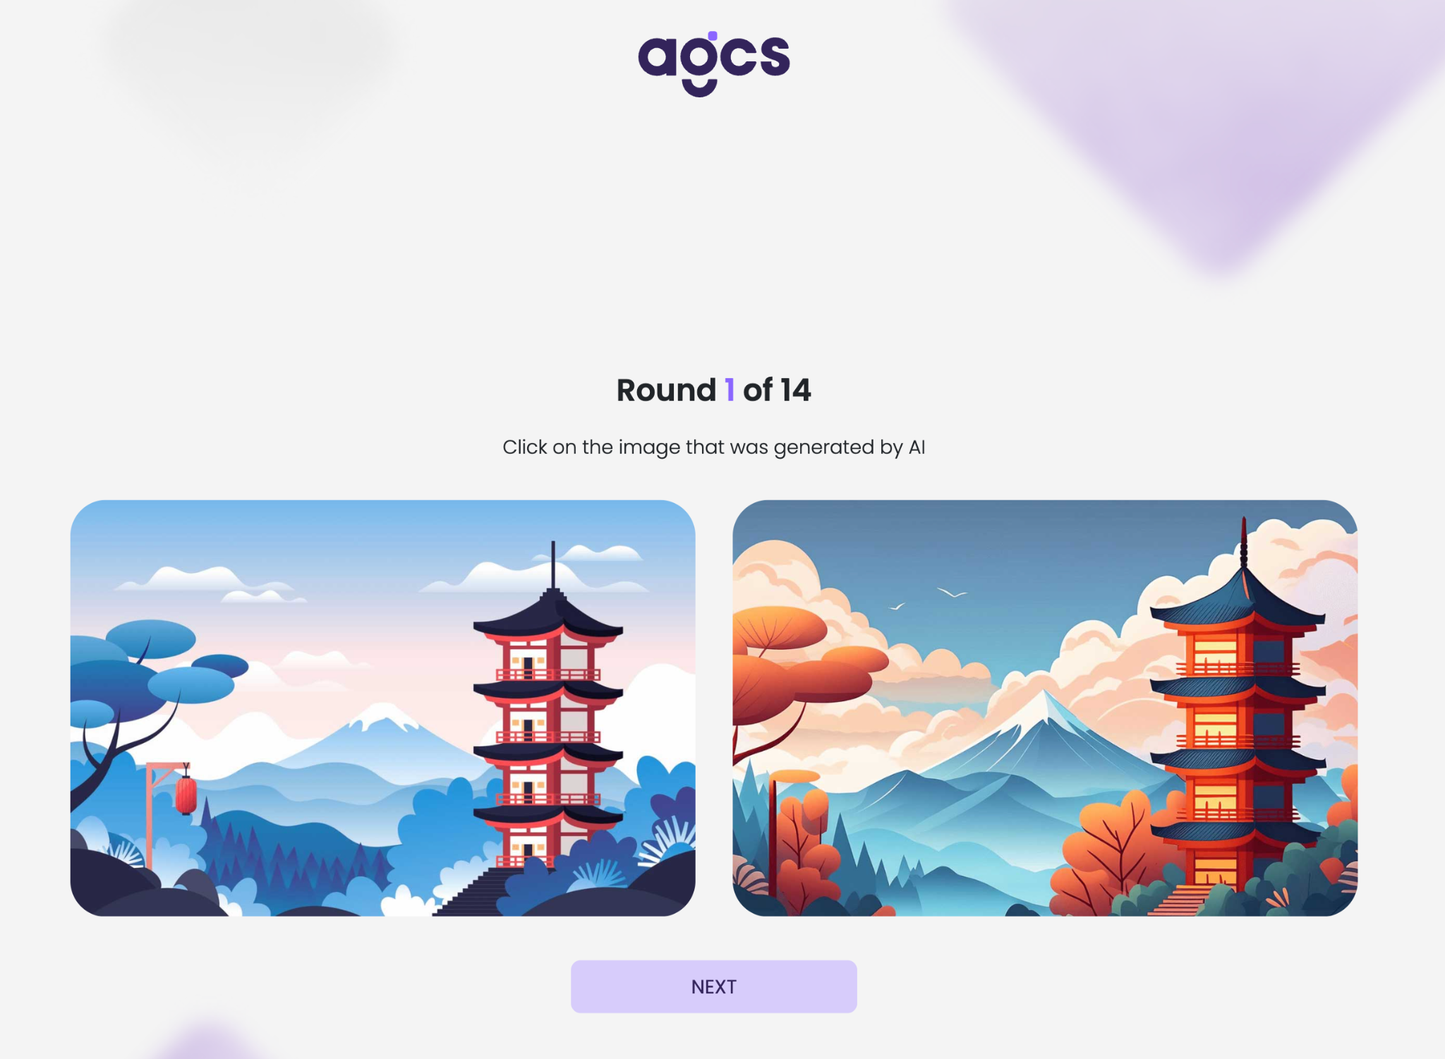 agcs
Round 1 of 14
Click on the image that was generated by AI
NEXT